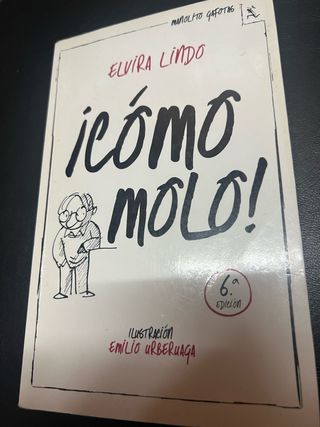 MANOLITO GAFOTAS
ELVIRA LINDO
¡CÓMO
MOLO!
6.ª
EDICIÓN
ILUSTRACIÓN
EMILIO URBERUAGA